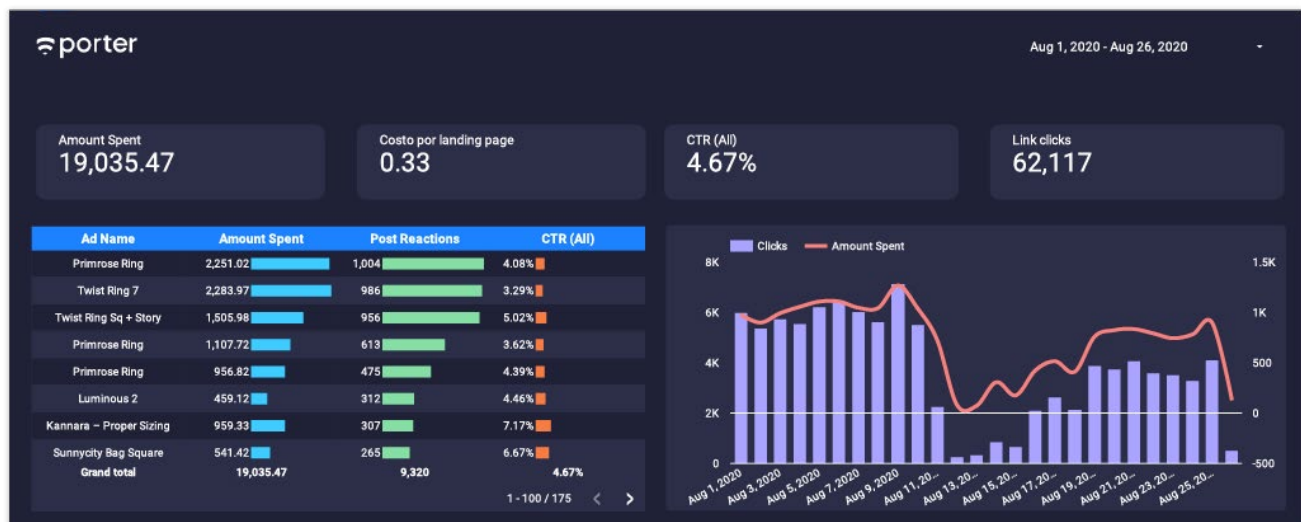 porter
Aug 1, 2020 - Aug 26, 2020
Amount Spent
19,035.47
Costo por landing page
0.33
CTR (All)
4.67%
Link clicks
62,117
Ad Name Amount Spent Post Reactions CTR (All)
Primrose Ring 2,251.02 1,004 4.08%
Twist Ring 7 2,283.97 986 3.29%
Twist Ring Sq + Story 1,505.98 956 5.02%
Primrose Ring 1,107.72 613 3.62%
Primrose Ring 956.82 475 4.39%
Luminous 2 459.12 312 4.46%
Kannara – Proper Sizing 959.33 307 7.17%
Sunnycity Bag Square 541.42 265 6.67%
Grand total 19,035.47 9,320 4.67%
1 - 100 / 175
Clicks Amount Spent
8K 1.5K
6K 1K
4K 500
2K 0
0 -500
Aug 1, 2020 Aug 3, 2020 Aug 5, 2020 Aug 7, 2020 Aug 9, 2020 Aug 11, 20... Aug 13, 20... Aug 15, 20... Aug 17, 20... Aug 19, 20... Aug 21, 20... Aug 23, 20... Aug 25, 20...